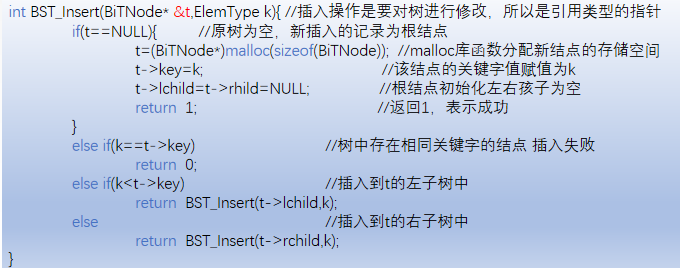 int BST_Insert(BiTNode* &t,ElemType k){ //插入操作是要对树进行修改，所以是引用类型的指针
if(t==NULL){ //原树为空，新插入的记录为根结点
t=(BiTNode*)malloc(sizeof(BiTNode)); //malloc库函数分配新结点的存储空间
t->key=k; //该结点的关键字值赋值为k
t->lchild=t->rhild=NULL; //根结点初始化左右孩子为空
return 1; //返回1，表示成功
}
else if(k==t->key) //树中存在相同关键字的结点 插入失败
return 0;
else if(k<t->key) //插入到t的左子树中
return BST_Insert(t->lchild,k);
else //插入到t的右子树中
return BST_Insert(t->rchild,k);
}